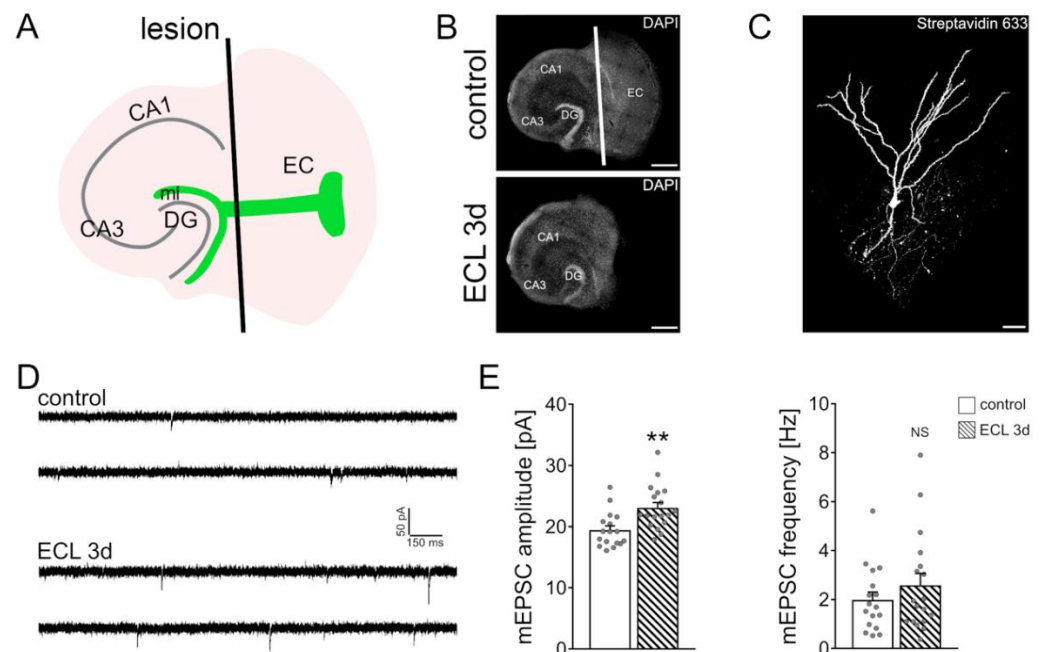 A
lesion
CA1
EC
ml
DG
CA3
B
control
DAPI
CA1
EC
CA3
DG
ECL 3d
DAPI
CA1
DG
CA3
C
Streptavidin 633
D
control
50 pA
150 ms
ECL 3d
E
mEPSC amplitude [pA]
40
30
20
10
0
**
mEPSC frequency [Hz]
10
8
6
4
2
0
NS
control
ECL 3d